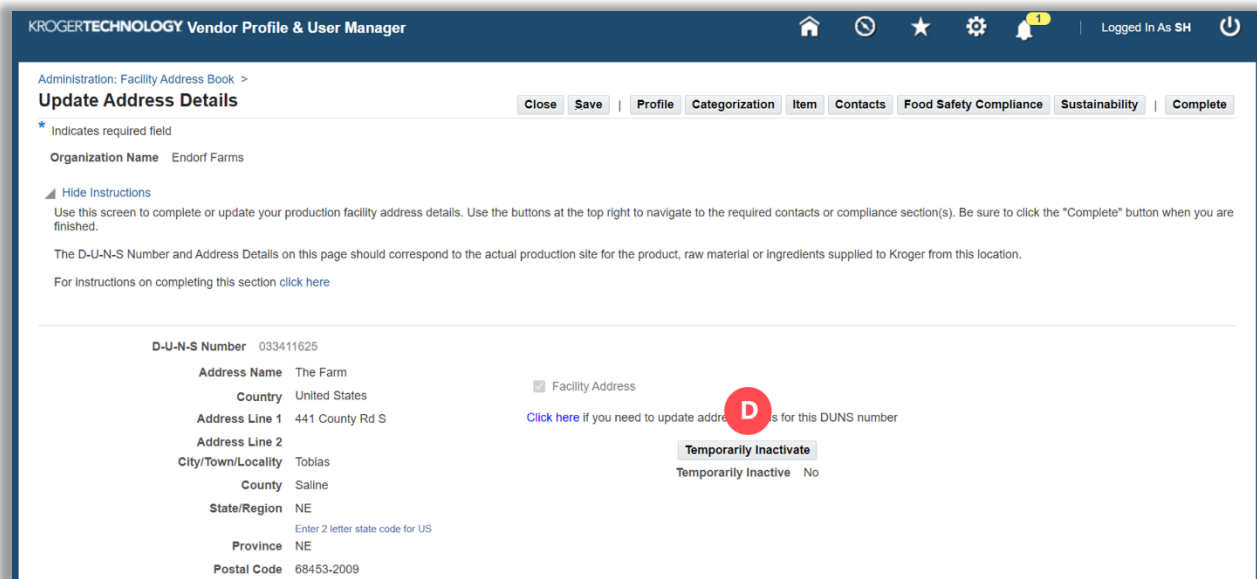 KROGERTECHNOLOGY. Vendor Profile & User Manager
1
Logged In As SH
Administration: Facility Address Book >
Update Address Details
Close Save | Profile Categorization Item Contacts Food Safety Compliance Sustainability | Complete
* Indicates required field
Organization Name Endorf Farms
Hide Instructions
Use this screen to complete or update your production facility address details. Use the buttons at the top right to navigate to the required contacts or compliance section(s). Be sure to click the "Complete" button when you are
finished.
The D-U-N-S Number and Address Details on this page should correspond to the actual production site for the product, raw material or ingredients supplied to Kroger from this location.
For instructions on completing this section click here
D-U-N-S Number 033411625
Address Name The Farm
Facility Address
Country United States
Address Line 1 441 County Rd S
Click here if you need to update for this DUNS number
D
Address Line 2
Temporarily Inactivate
City/Town/Locality Tobias
Temporarily Inactive No
County Saline
State/Region NE
Enter 2 letter state code for US
Province NE
Postal Code 68453-2009